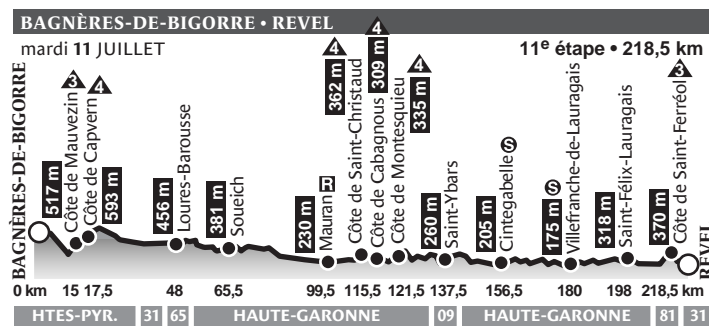 BAGNÈRES-DE-BIGORRE • REVEL
mardi 11 JUILLET
11e étape • 218,5 km
BAGNÈRES-DE-BIGORRE
517 m
Côte de Mauvezin 3
Côte de Capvern 4
593 m
456 m
Loures-Barousse
381 m
Soueich
230 m
Mauran R
362 m 4
Côte de Saint-Christaud
309 m 4
Côte de Cabagnous
Côte de Montesquieu
335 m 4
260 m
Saint-Ybars
205 m
Cintegabelle S
175 m S
Villefranche-de-Lauragais
318 m
Saint-Félix-Lauragais
370 m
Côte de Saint-Ferréol 3
REVEL
0 km 15 17,5 48 65,5 99,5 115,5 121,5 137,5 156,5 180 198 218,5 km
HTES-PYR. 31 65 HAUTE-GARONNE 09 HAUTE-GARONNE 81 31